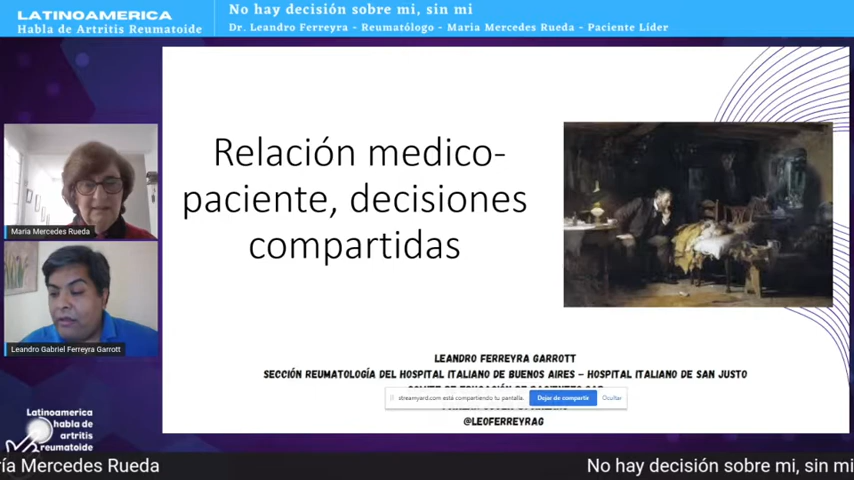 LATINOAMERICA
Habla de Artritis Reumatoide
No hay decisión sobre mi, sin mi
Dr. Leandro Ferreyra - Reumatólogo - Maria Mercedes Rueda - Paciente Líder
Relación medico-
paciente, decisiones
compartidas
Maria Mercedes Rueda
Leandro Gabriel Ferreyra Garrott
LEANDRO FERREYRA GARROTT
SECCIÓN REUMATOLOGÍA DEL HOSPITAL ITALIANO DE BUENOS AIRES – HOSPITAL ITALIANO DE SAN JUSTO
streamyard.com está compartiendo tu pantalla.
Dejar de compartir
Ocultar
@LEOFERREYRAG
Latinoamerica
habla de
artritis
reumatoide
ía Mercedes Rueda
No hay decisión sobre mi, sin mi